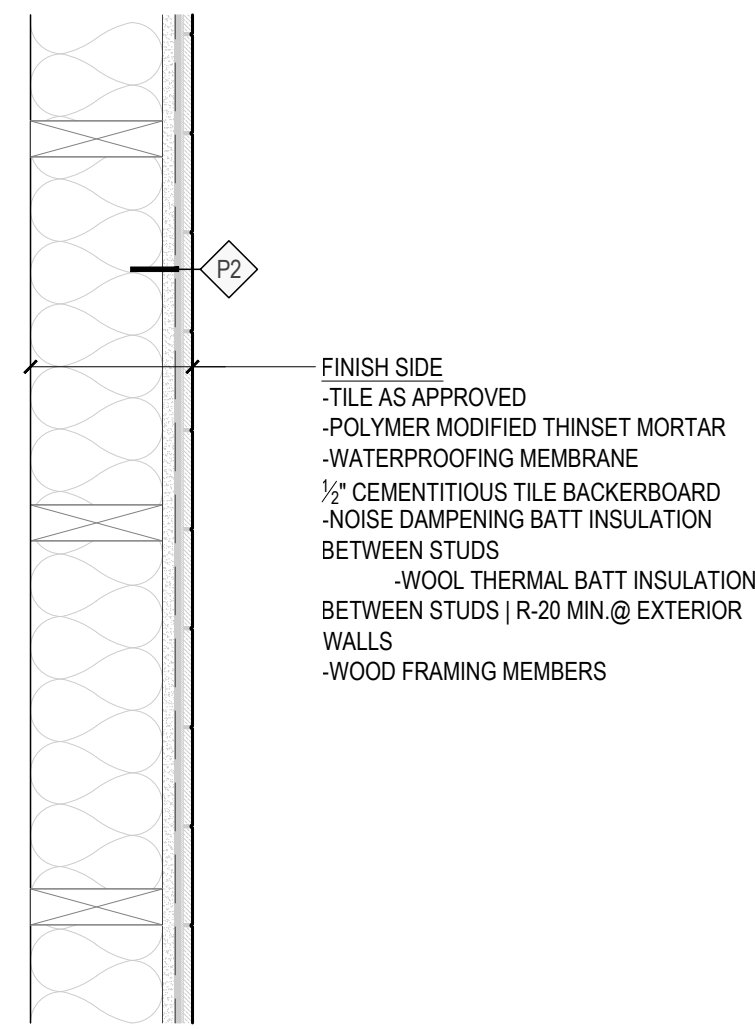 P2
FINISH SIDE
-TILE AS APPROVED
-POLYMER MODIFIED THINSET MORTAR
-WATERPROOFING MEMBRANE
½" CEMENTITIOUS TILE BACKERBOARD
-NOISE DAMPENING BATT INSULATION
BETWEEN STUDS
-WOOL THERMAL BATT INSULATION
BETWEEN STUDS | R-20 MIN.@ EXTERIOR
WALLS
-WOOD FRAMING MEMBERS